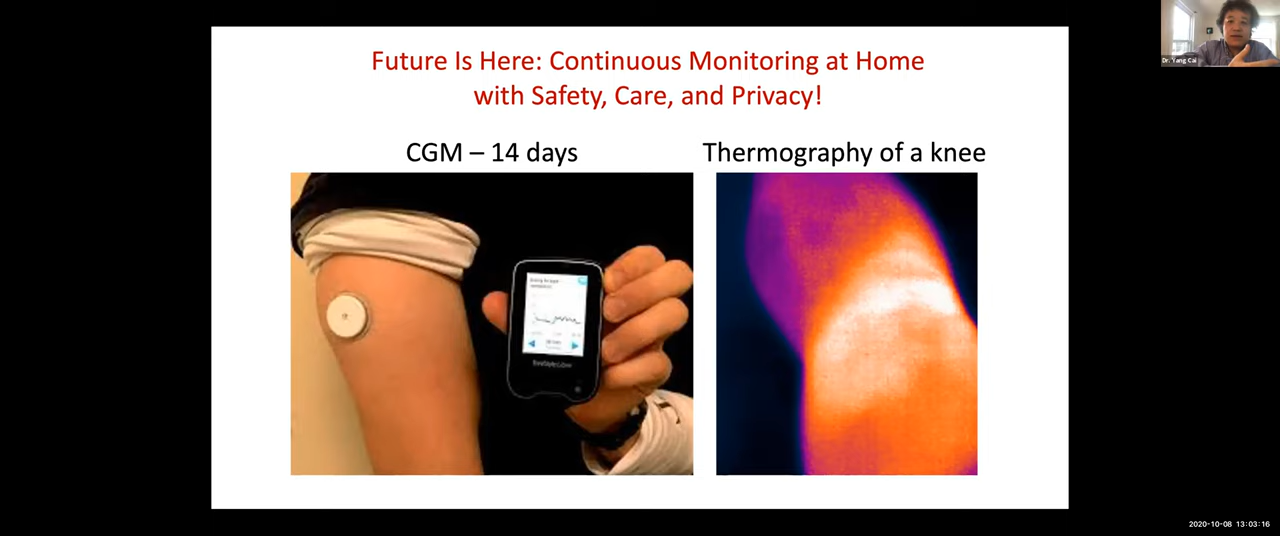 Future Is Here: Continuous Monitoring at Home
with Safety, Care, and Privacy!
CGM – 14 days
Thermography of a knee
Dr. Yang Cai
2020-10-08 13:03:16